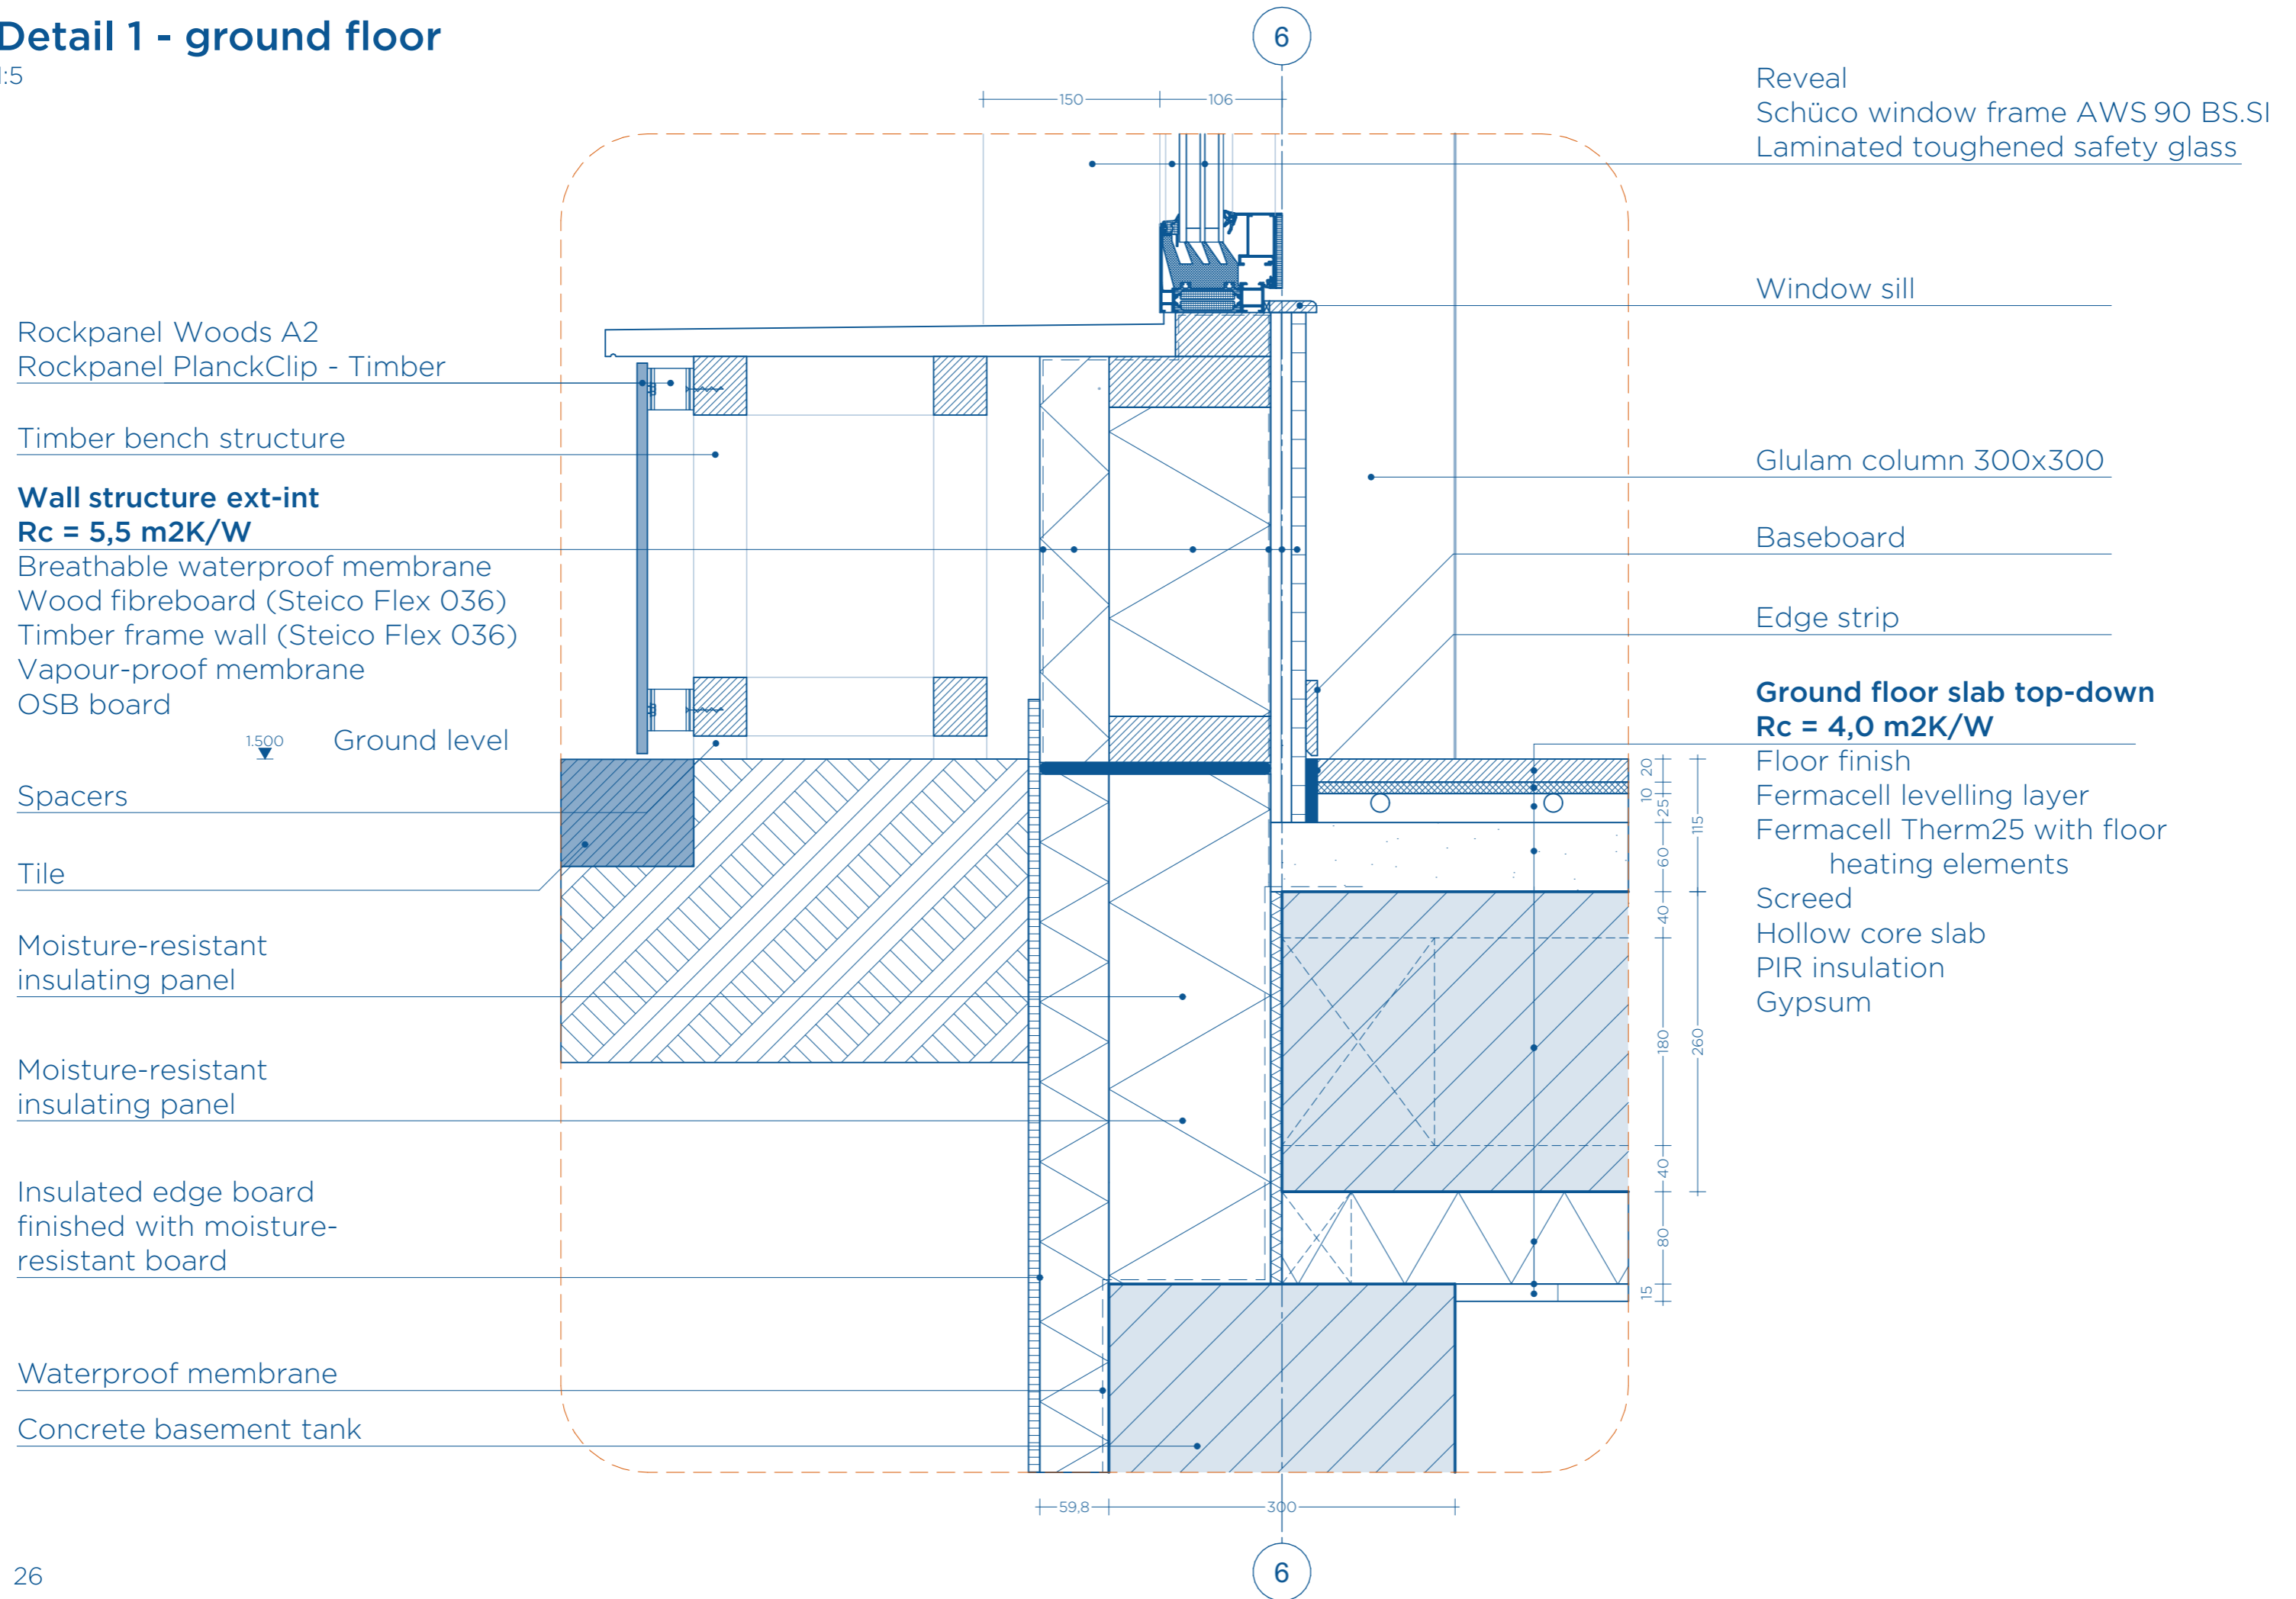 Detail 1 - ground floor
1:5
6
150
106
Reveal
Schüco window frame AWS 90 BS.SI
Laminated toughened safety glass
Window sill
Rockpanel Woods A2
Rockpanel PlanckClip - Timber
Timber bench structure
Glulam column 300x300
Wall structure ext-int
Rc = 5,5 m2K/W
Breathable waterproof membrane
Wood fibreboard (Steico Flex 036)
Timber frame wall (Steico Flex 036)
Vapour-proof membrane
OSB board
Baseboard
Edge strip
1.500
Ground level
Ground floor slab top-down
Rc = 4,0 m2K/W
Floor finish
Fermacell levelling layer
Fermacell Therm25 with floor
heating elements
Screed
Hollow core slab
PIR insulation
Gypsum
Spacers
Tile
Moisture-resistant
insulating panel
Moisture-resistant
insulating panel
Insulated edge board
finished with moisture-
resistant board
Waterproof membrane
Concrete basement tank
20
10
25
60
115
40
180
260
40
80
15
59,8
300
6
26